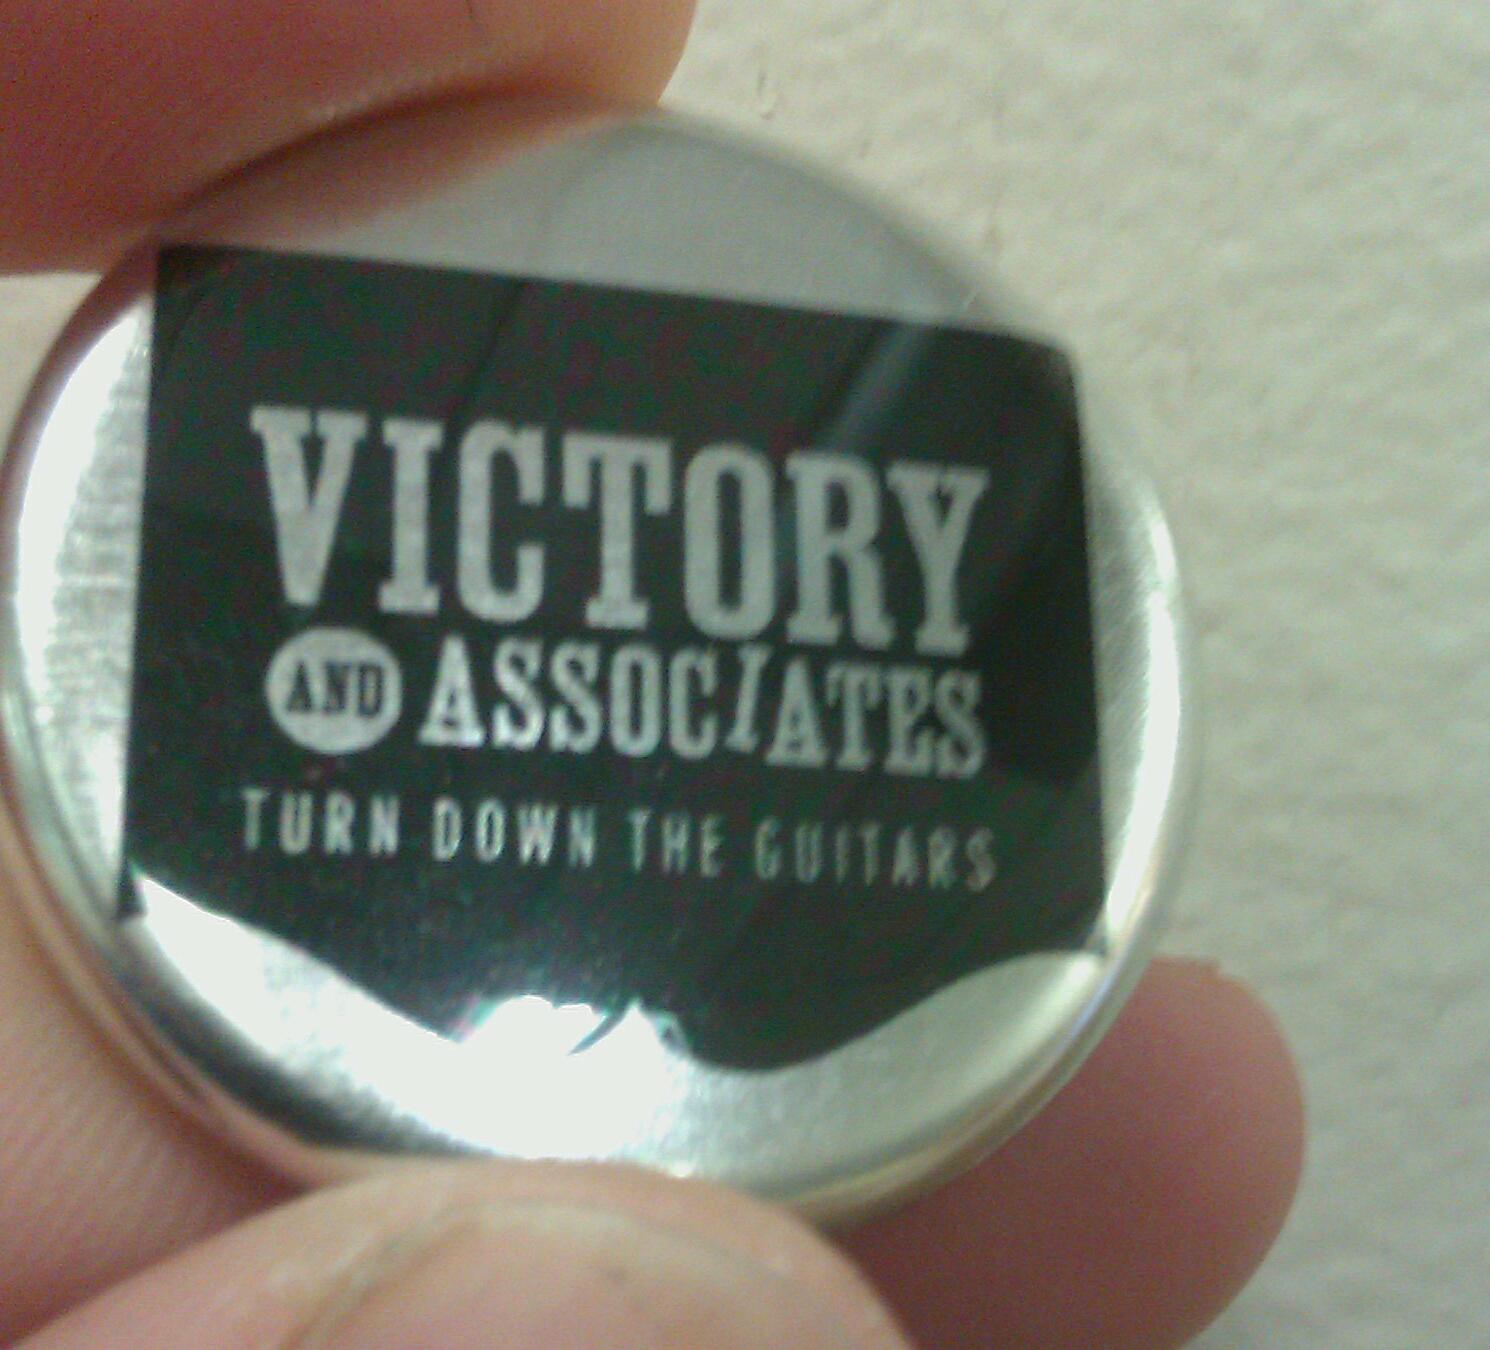 VICTORY
AND ASSOCIATES
TURN DOWN THE GUITARS